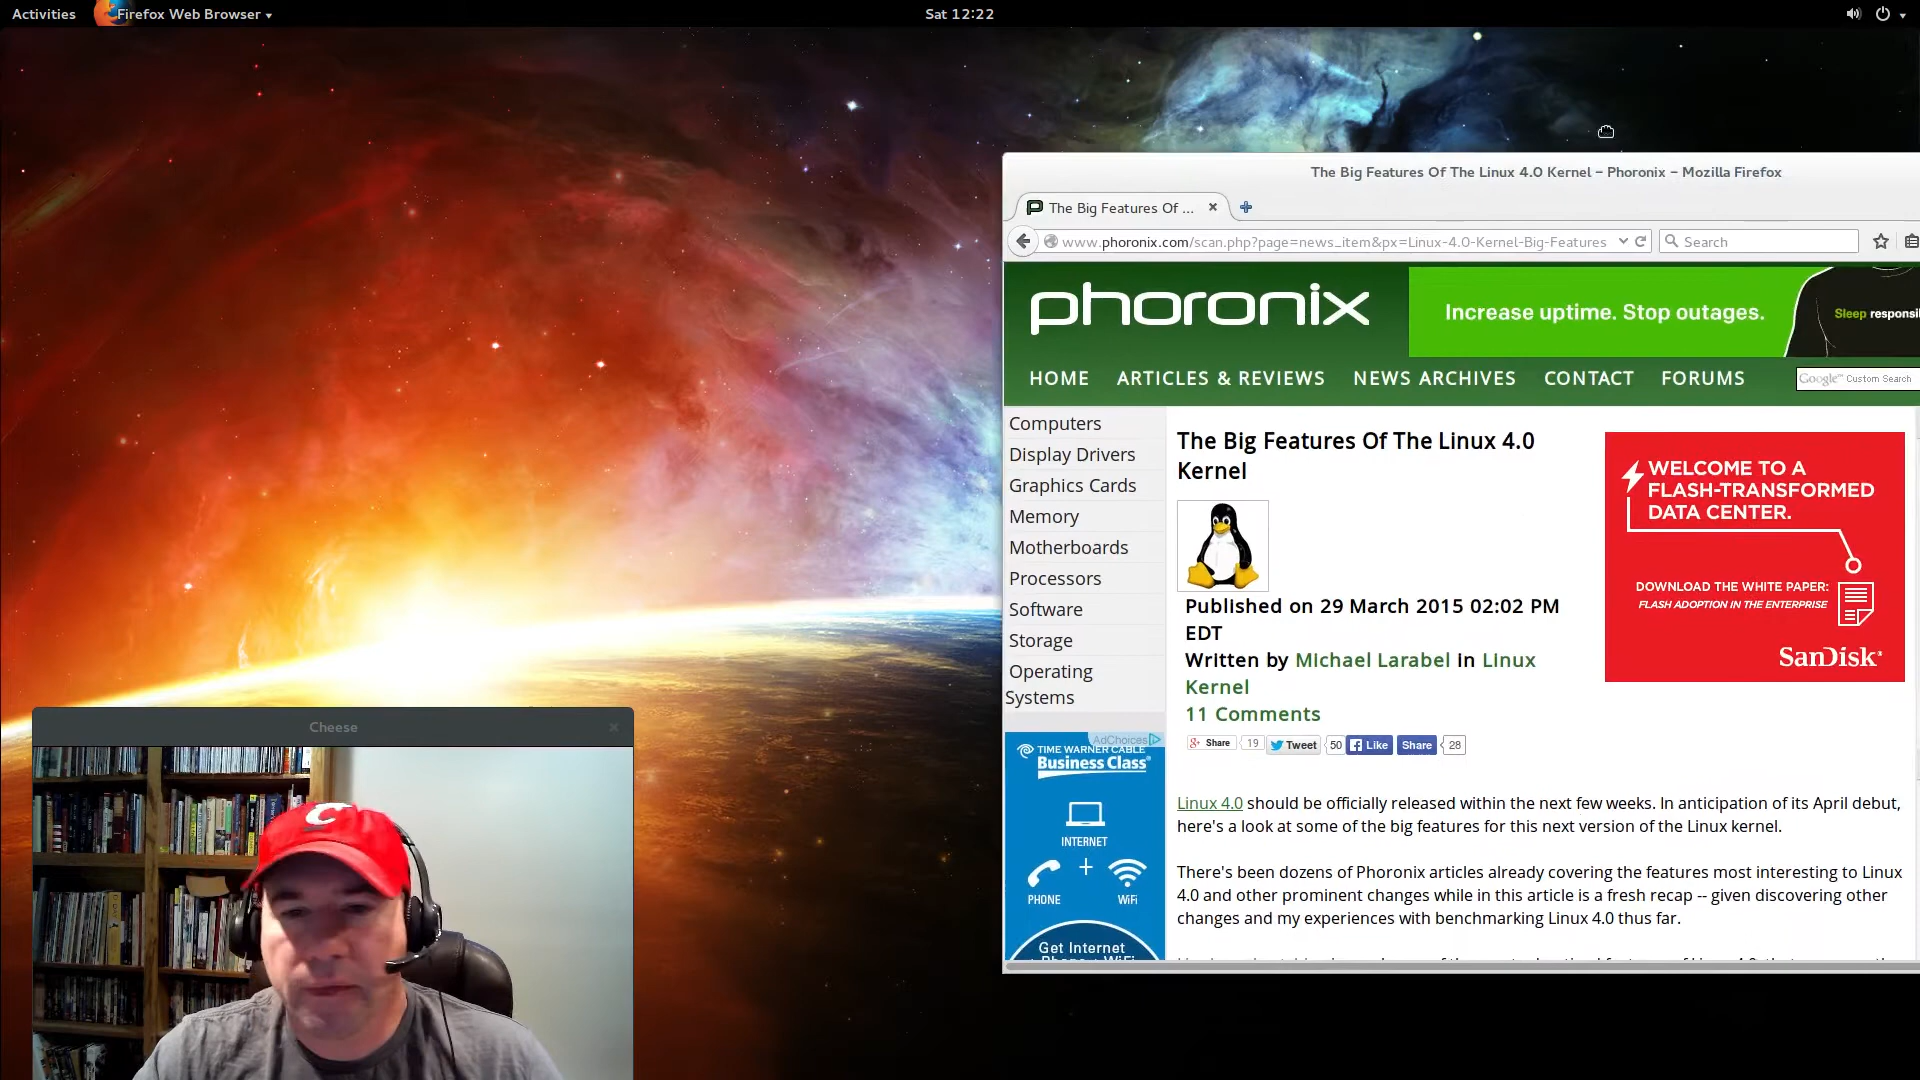 Activities
Firefox Web Browser
Sat 12:22
The Big Features Of The Linux 4.0 Kernel – Phoronix – Mozilla Firefox
The Big Features Of ...
www.phoronix.com/scan.php?page=news_item&px=Linux-4.0-Kernel-Big-Features
Search
phoronix
Increase uptime. Stop outages.
Sleep
HOME ARTICLES & REVIEWS NEWS ARCHIVES CONTACT FORUMS
Google™ Custom Search
Computers
Display Drivers
Graphics Cards
Memory
Motherboards
Processors
Software
Storage
Operating
Systems
The Big Features Of The Linux 4.0
Kernel
Published on 29 March 2015 02:02 PM
EDT
Written by Michael Larabel in Linux
Kernel
11 Comments
Share 19 Tweet 50 Like Share 28
WELCOME TO A
FLASH-TRANSFORMED
DATA CENTER.
DOWNLOAD THE WHITE PAPER:
FLASH ADOPTION IN THE ENTERPRISE
SanDisk
AdChoices
TIME WARNER CABLE
Business Class
INTERNET
PHONE + WiFi
Get Internet
Linux 4.0 should be officially released within the next few weeks. In anticipation of its April debut,
here's a look at some of the big features for this next version of the Linux kernel.
There's been dozens of Phoronix articles already covering the features most interesting to Linux
4.0 and other prominent changes while in this article is a fresh recap -- given discovering other
changes and my experiences with benchmarking Linux 4.0 thus far.
Cheese
C